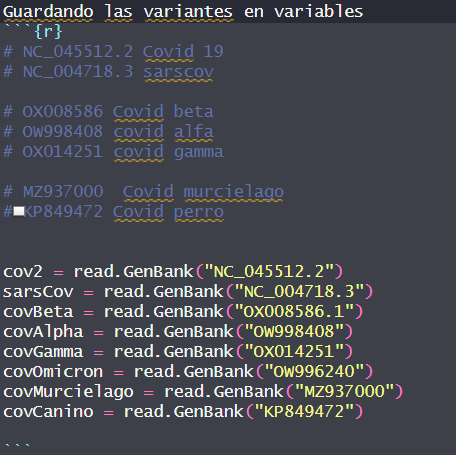 Guardando las variantes en variables
```{r}
# NC_045512.2 Covid 19
# NC_004718.3 sarscov
# OX008586 Covid beta
# OW998408 covid alfa
# OX014251 covid gamma
# MZ937000  Covid murcielago
# KP849472 Covid perro
cov2 = read.GenBank("NC_045512.2")
sarsCov = read.GenBank("NC_004718.3")
covBeta = read.GenBank("OX008586.1")
covAlpha = read.GenBank("OW998408")
covGamma = read.GenBank("OX014251")
covOmicron = read.GenBank("OW996240")
covMurcielago = read.GenBank("MZ937000")
covCanino = read.GenBank("KP849472")
```